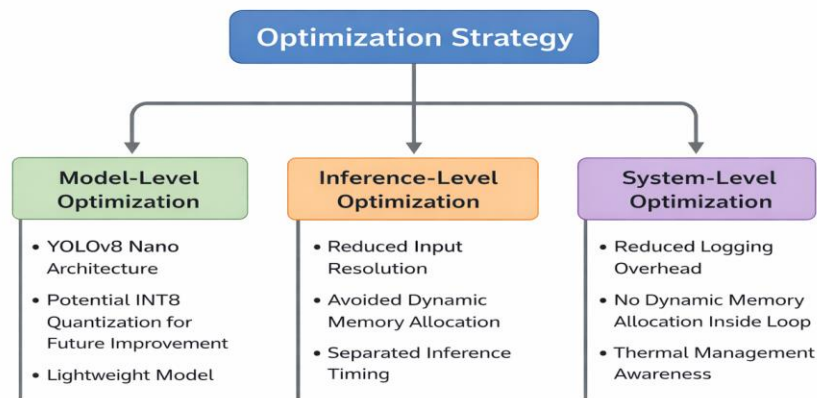 Optimization Strategy
Model-Level
Optimization
• YOLOv8 Nano
Architecture
• Potential INT8
Quantization for
Future Improvement
• Lightweight Model
Inference-Level
Optimization
• Reduced Input
Resolution
• Avoided Dynamic
Memory Allocation
• Separated Inference
Timing
System-Level
Optimization
• Reduced Logging
Overhead
• No Dynamic Memory
Allocation Inside Loop
• Thermal Management
Awareness